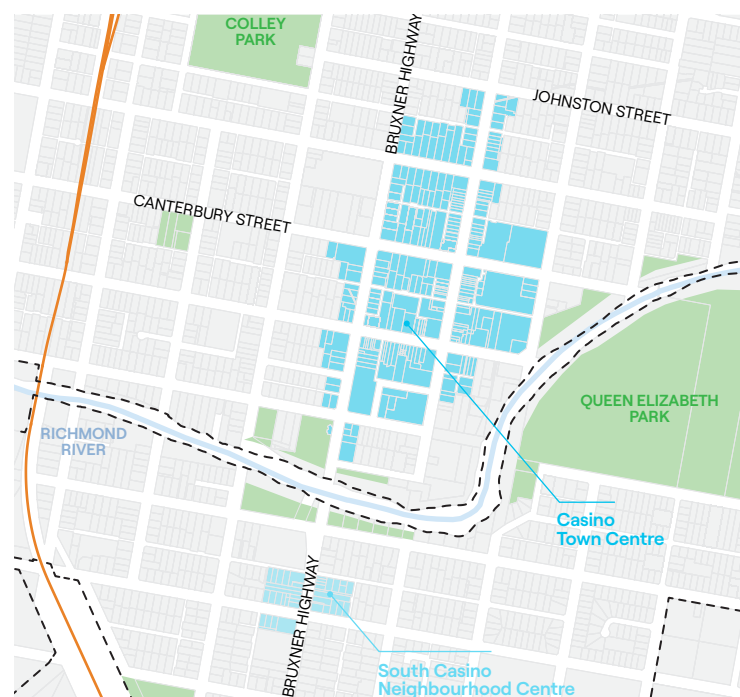 COLLEY
PARK
BRUXNER HIGHWAY
JOHNSTON STREET
CANTERBURY STREET
QUEEN ELIZABETH
PARK
RICHMOND
RIVER
Casino
Town Centre
BRUXNER HIGHWAY
South Casino
Neighbourhood Centre